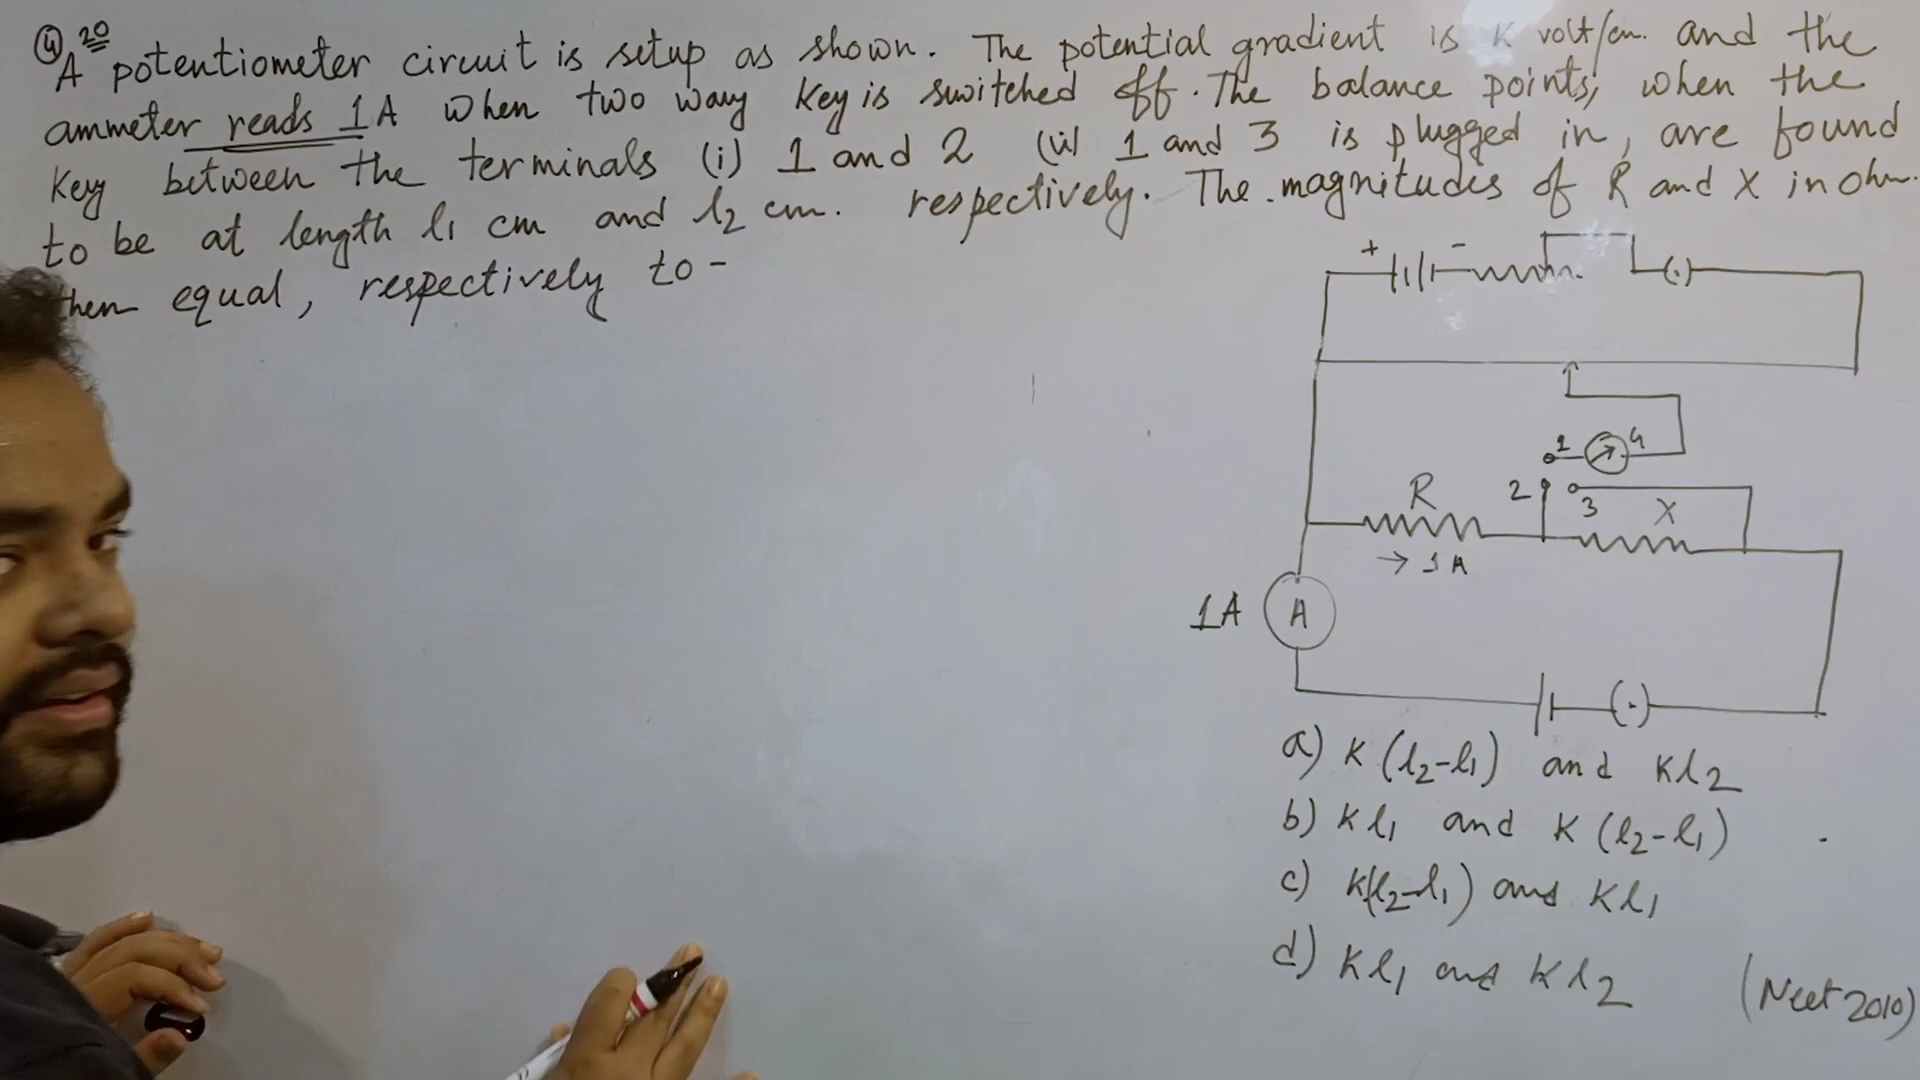 (4) 20
A potentiometer circuit is setup as shown. The potential gradient is K volt/cm. and the
ammeter reads 1A when two way key is switched off. The balance points, when the
key between the terminals (i) 1 and 2 (ii) 1 and 3 is plugged in, are found
to be at length l1 cm and l2 cm. respectively. The magnitudes of R and X in ohm.
then equal, respectively to -
+ -
1 G
R 2 3 X
→ 1A
1A A
a) K (l2-l1) and Kl2
b) Kl1 and K (l2-l1)
c) K(l2-l1) and Kl1
d) Kl1 and Kl2 (Neet 2010)